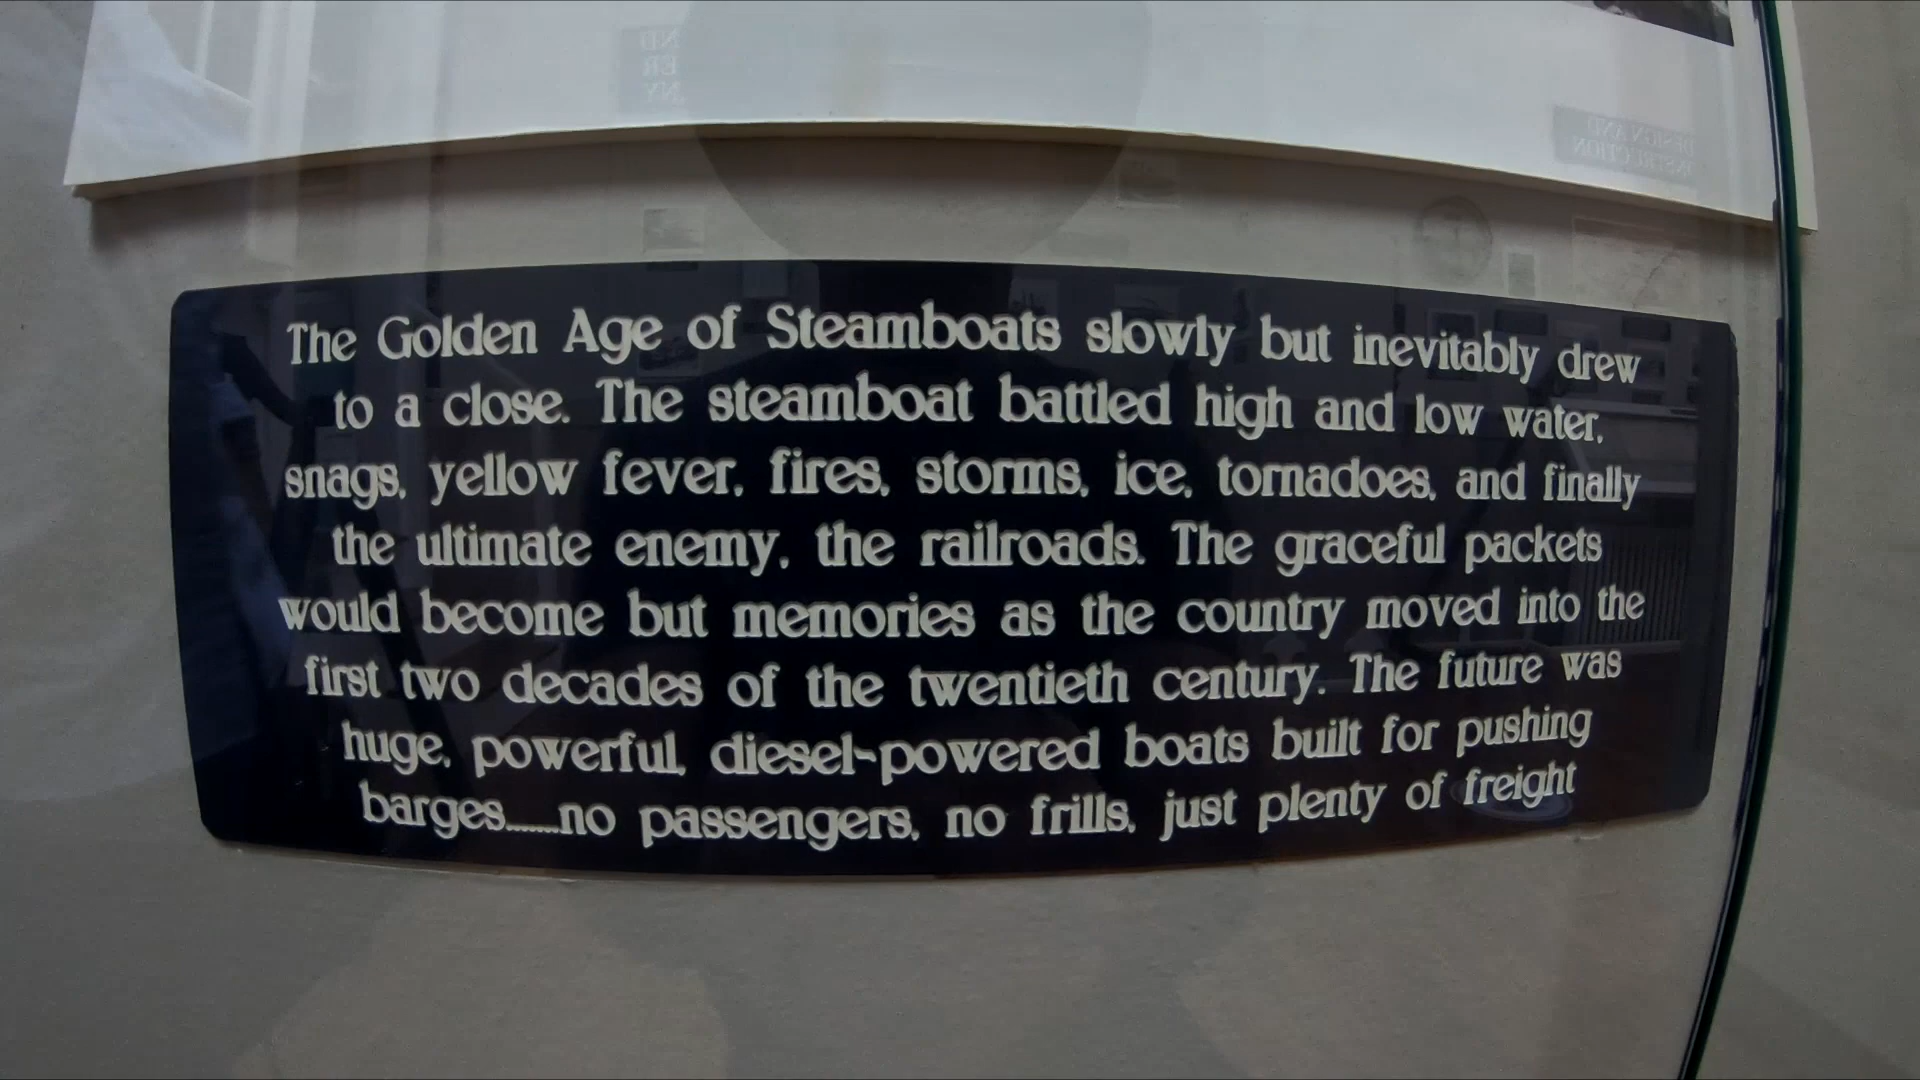 The Golden Age of Steamboats slowly but inevitably drew
to a close. The steamboat battled high and low water,
snags, yellow fever, fires, storms, ice, tornadoes, and finally
the ultimate enemy, the railroads. The graceful packets
would become but memories as the country moved into the
first two decades of the twentieth century. The future was
huge, powerful, diesel-powered boats built for pushing
barges......no passengers, no frills, just plenty of freight